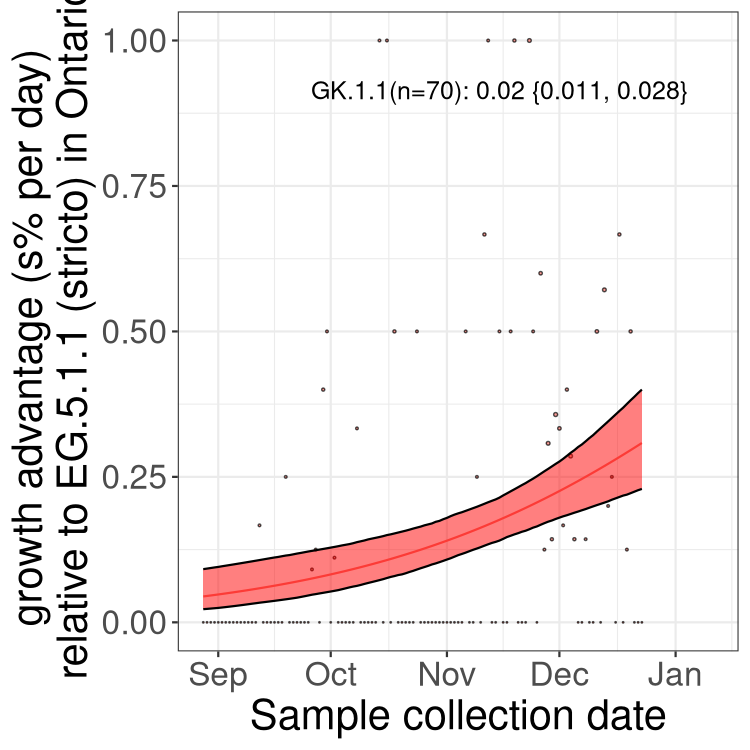 growth advantage (s% per day)
relative to EG.5.1.1 (stricto) in Ontario
1.00
0.75
0.50
0.25
0.00
GK.1.1(n=70): 0.02 {0.011, 0.028}
Sep Oct Nov Dec Jan
Sample collection date